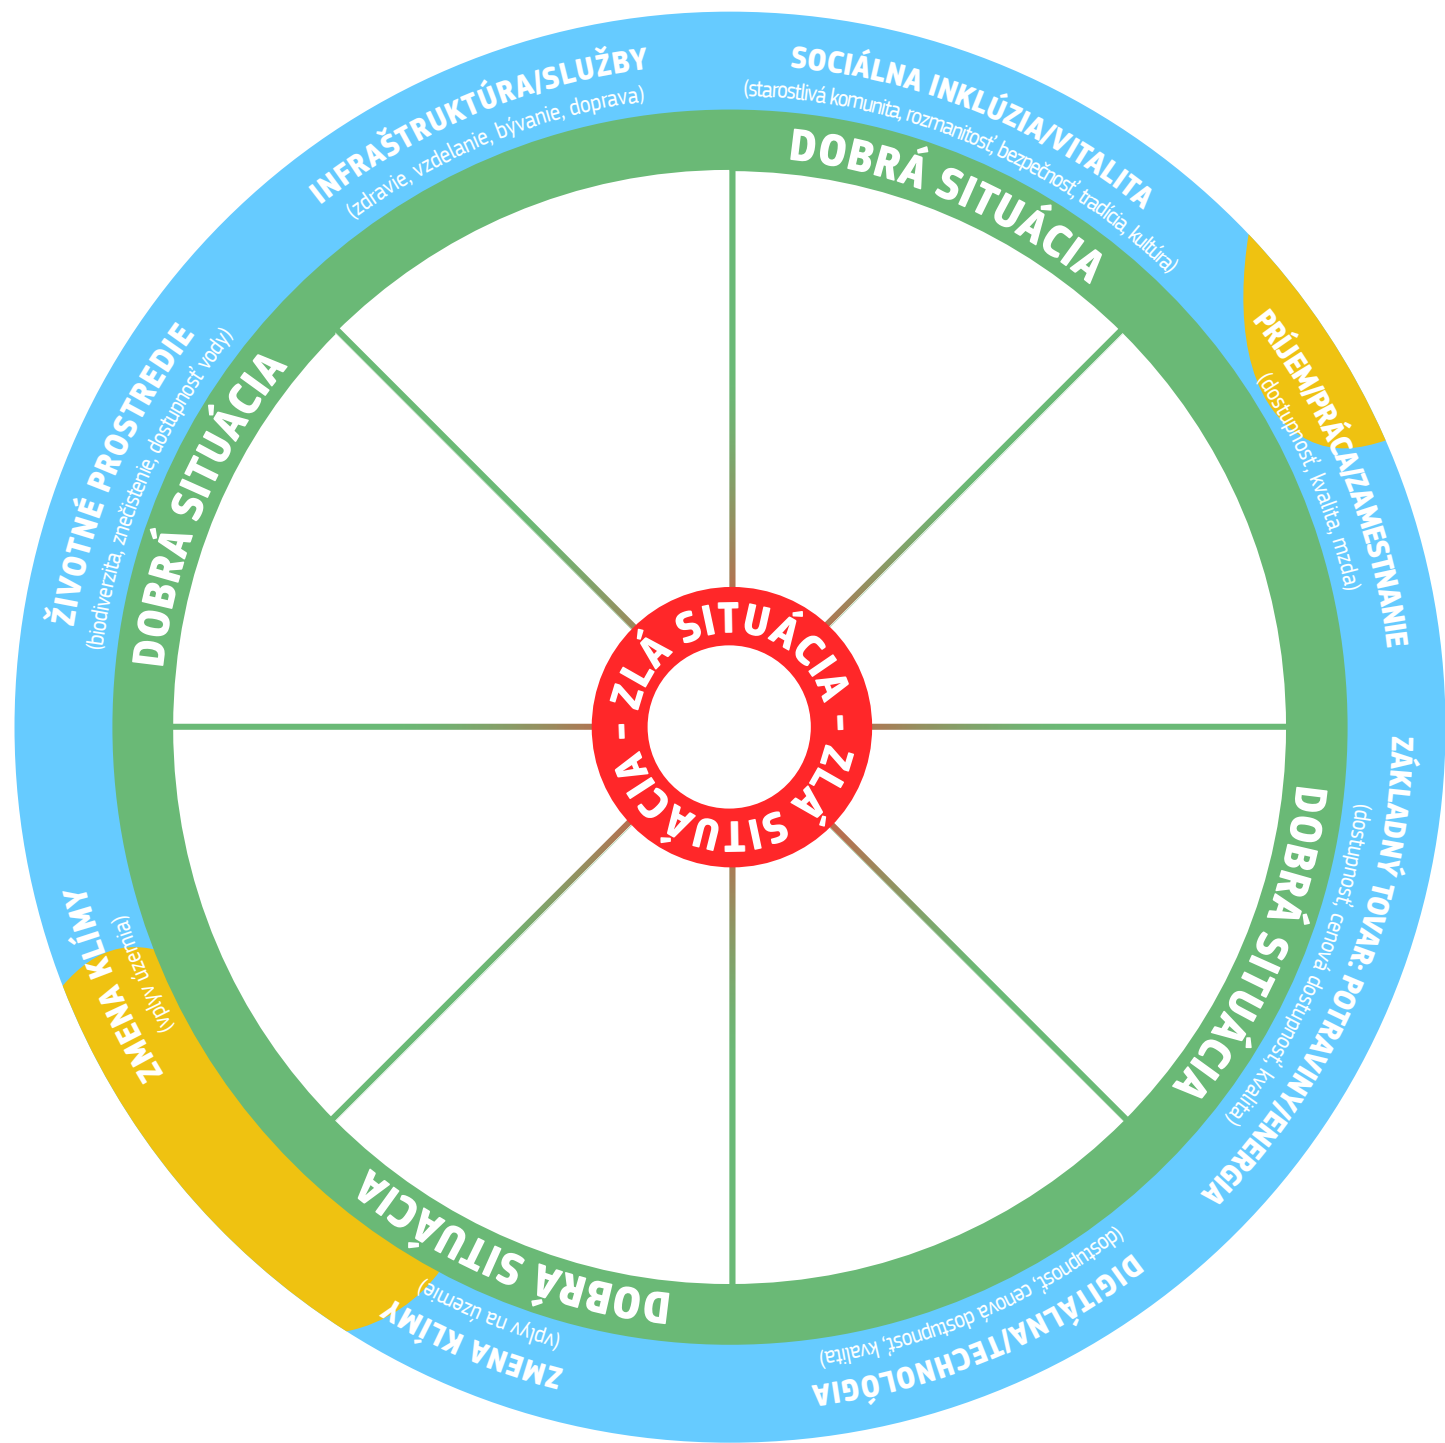 INFRAŠTRUKTÚRA/SLUŽBY
(zdravie, vzdelanie, bývanie, doprava)
SOCIÁLNA INKLÚZIA/VITALITA
(starostlivá komunita, rozmanitosť, bezpečnosť, tradícia, kultúra)
DOBRÁ SITUÁCIA
PRÍJEM/PRÁCA/ZAMESTNANIE
(dostupnosť, kvalita, mzda)
ZÁKLADNÝ TOVAR: POTRAVINY/ENERGIA
(dostupnosť, cenová dostupnosť, kvalita)
DOBRÁ SITUÁCIA
DIGITÁLNA/TECHNOLÓGIA
(dostupnosť, cenová dostupnosť, kvalita)
ZMENA KLÍMY
(vplyv na územie)
DOBRÁ SITUÁCIA
ZMENA KLÍMY
(vplyv územia)
ŽIVOTNÉ PROSTREDIE
(biodiverzita, znečistenie, dostupnosť vody)
DOBRÁ SITUÁCIA
ZLÁ SITUÁCIA - ZLÁ SITUÁCIA -